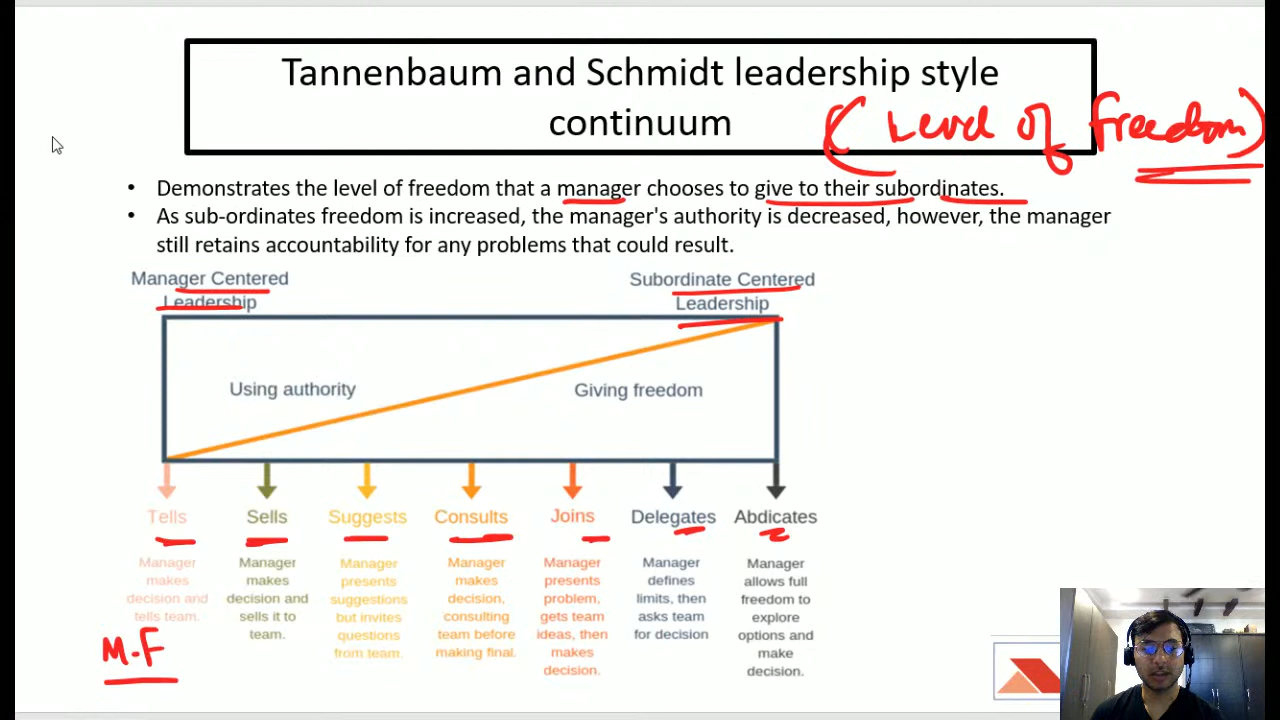 Tannenbaum and Schmidt leadership style
continuum
(Level of freedom)
• Demonstrates the level of freedom that a manager chooses to give to their subordinates.
• As sub-ordinates freedom is increased, the manager's authority is decreased, however, the manager
still retains accountability for any problems that could result.
Manager Centered
Leadership
Subordinate Centered
Leadership
Using authority
Giving freedom
Tells
Manager
makes
decision and
tells team.
Sells
Manager
makes
decision and
sells it to
team.
Suggests
Manager
presents
suggestions
but invites
questions
from team.
Consults
Manager
makes
decision,
consulting
team before
making final.
Joins
Manager
presents
problem,
gets team
ideas, then
makes
decision.
Delegates
Manager
defines
limits, then
asks team
for decision
Abdicates
Manager
allows full
freedom to
explore
options and
make
decision.
M.F